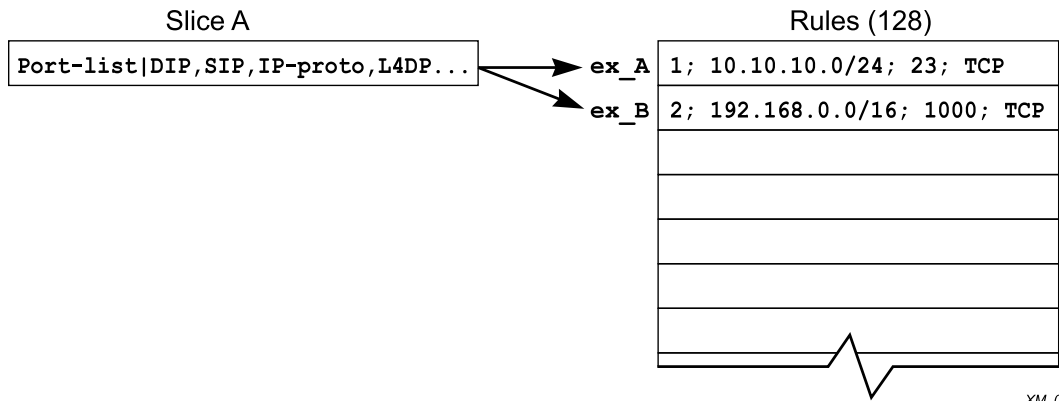 Slice A
Rules (128)
Port-list|DIP,SIP,IP-proto,L4DP...
ex_A 1; 10.10.10.0/24; 23; TCP
ex_B 2; 192.168.0.0/16; 1000; TCP